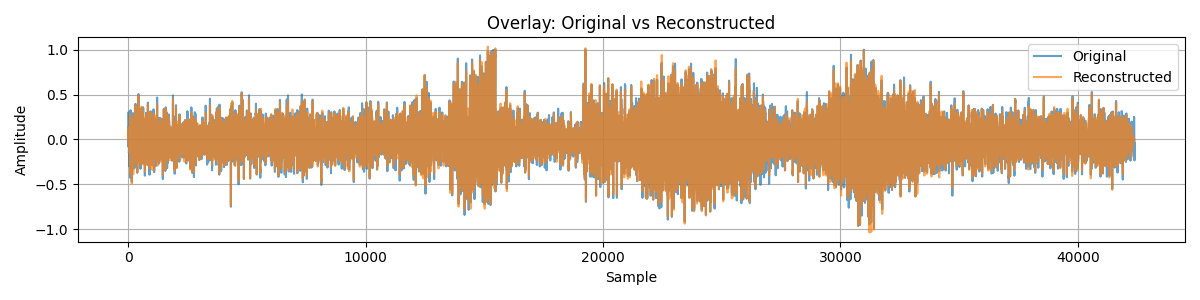 Overlay: Original vs Reconstructed
Original
Reconstructed
Amplitude
1.0
0.5
0.0
−0.5
−1.0
0 10000 20000 30000 40000
Sample